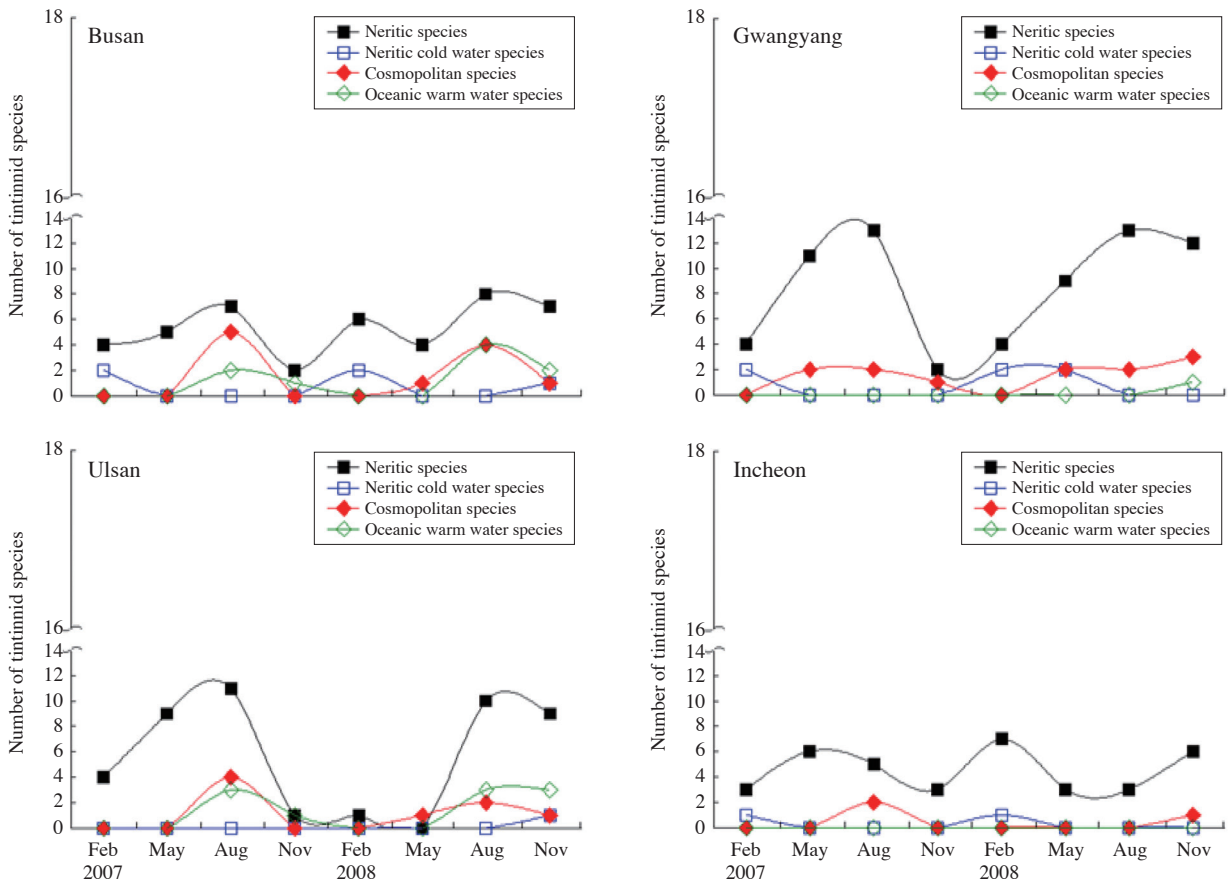 Busan
Neritic species
Neritic cold water species
Cosmopolitan species
Oceanic warm water species
Number of tintinnid species
18
16
14
12
10
8
6
4
2
0
Gwangyang
Neritic species
Neritic cold water species
Cosmopolitan species
Oceanic warm water species
Number of tintinnid species
18
16
14
12
10
8
6
4
2
0
Ulsan
Neritic species
Neritic cold water species
Cosmopolitan species
Oceanic warm water species
Number of tintinnid species
18
16
14
12
10
8
6
4
2
0
Feb May Aug Nov Feb May Aug Nov
2007 2008
Incheon
Neritic species
Neritic cold water species
Cosmopolitan species
Oceanic warm water species
Number of tintinnid species
18
16
14
12
10
8
6
4
2
0
Feb May Aug Nov Feb May Aug Nov
2007 2008